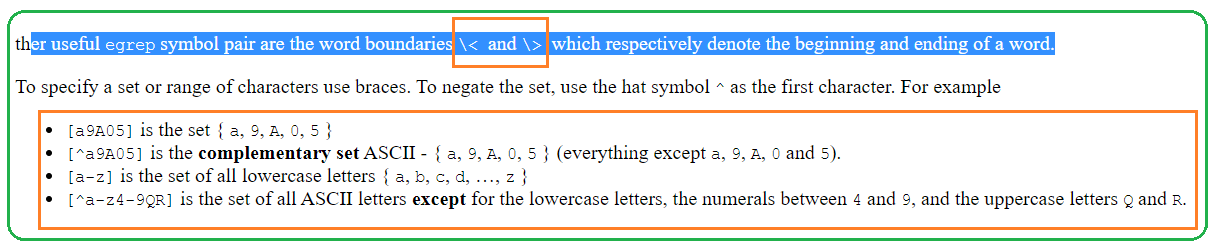 ther useful egrep symbol pair are the word boundaries \< and \> which respectively denote the beginning and ending of a word.
To specify a set or range of characters use braces. To negate the set, use the hat symbol ^ as the first character. For example
• [a9A05] is the set { a, 9, A, 0, 5 }
• [^a9A05] is the complementary set ASCII - { a, 9, A, 0, 5 } (everything except a, 9, A, 0 and 5).
• [a-z] is the set of all lowercase letters { a, b, c, d, ..., z }
• [^a-z4-9QR] is the set of all ASCII letters except for the lowercase letters, the numerals between 4 and 9, and the uppercase letters Q and R.